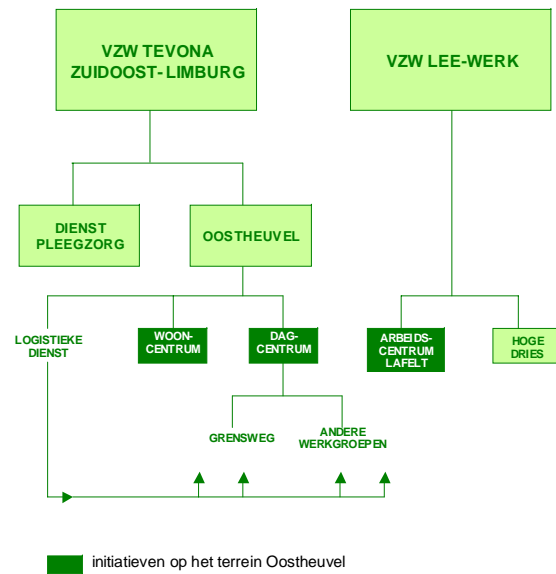 VZW TEVONA
ZUIDOOST- LIMBURG
VZW LEE-WERK
DIENST
PLEEGZORG
OOSTHEUVEL
LOGISTIEKE
DIENST
WOON-
CENTRUM
DAG-
CENTRUM
ARBEIDS-
CENTRUM
LAFELT
HOGE
DRIES
GRENSWEG
ANDERE
WERKGROEPEN
initiatieven op het terrein Oostheuvel